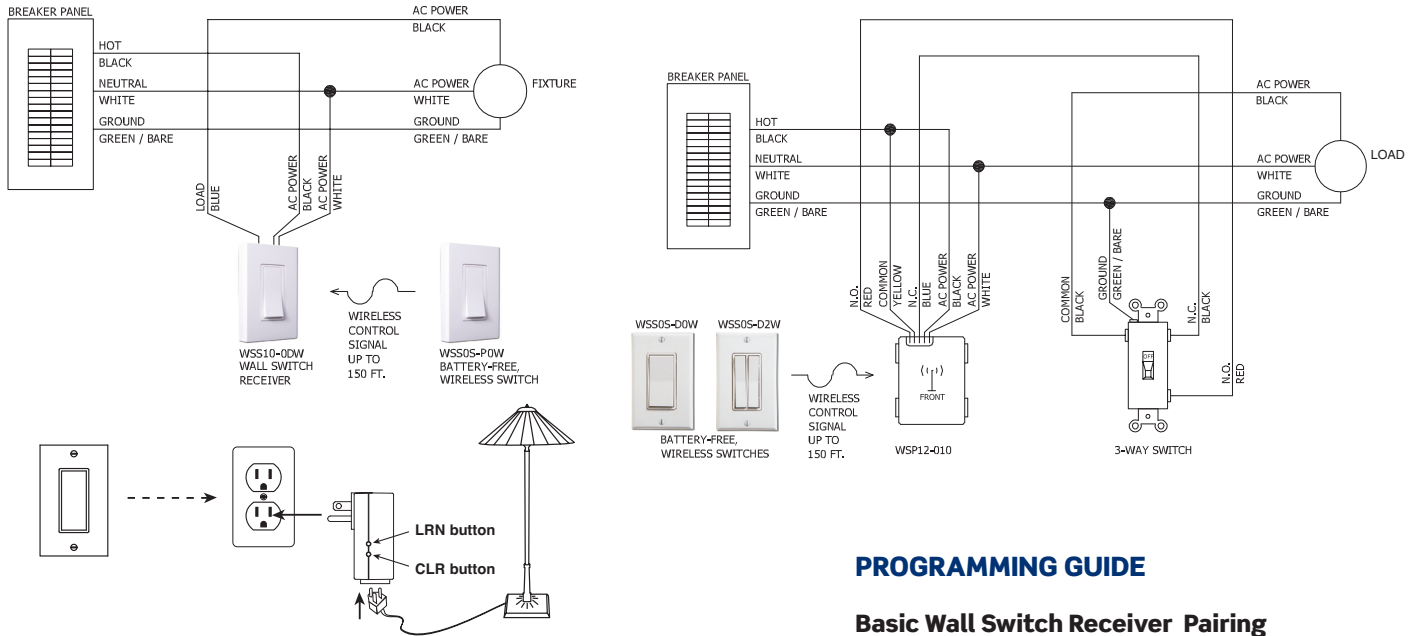 BREAKER PANEL
AC POWER
BLACK
HOT
BLACK
NEUTRAL
WHITE
GROUND
GREEN / BARE
AC POWER
WHITE
GROUND
GREEN / BARE
FIXTURE
LOAD
BLUE
AC POWER
BLACK
AC POWER
WHITE
WSS10-0DW
WALL SWITCH
RECEIVER
WIRELESS
CONTROL
SIGNAL
UP TO
150 FT.
WSS0S-P0W
BATTERY-FREE,
WIRELESS SWITCH
BREAKER PANEL
HOT
BLACK
NEUTRAL
WHITE
GROUND
GREEN / BARE
AC POWER
BLACK
AC POWER
WHITE
GROUND
GREEN / BARE
LOAD
N.O.
RED
COMMON
YELLOW
N.C.
BLUE
AC POWER
BLACK
AC POWER
WHITE
COMMON
BLACK
GROUND
GREEN / BARE
N.C.
BLACK
N.O.
RED
WSS0S-D0W
WSS0S-D2W
BATTERY-FREE,
WIRELESS SWITCHES
WIRELESS
CONTROL
SIGNAL
UP TO
150 FT.
FRONT
WSP12-010
OFF
3-WAY SWITCH
LRN button
CLR button
PROGRAMMING GUIDE
Basic Wall Switch Receiver Pairing